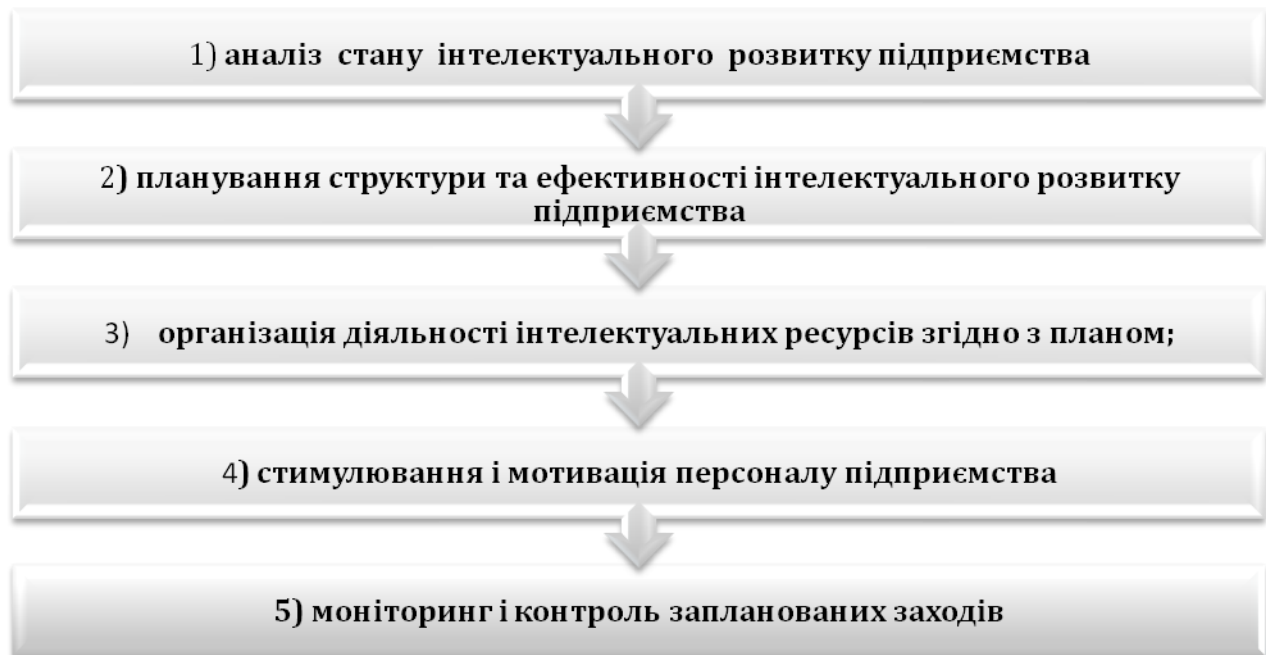 1) аналіз стану інтелектуального розвитку підприємства
2) планування структури та ефективності інтелектуального розвитку
підприємства
3) організація діяльності інтелектуальних ресурсів згідно з планом;
4) стимулювання і мотивація персоналу підприємства
5) моніторинг і контроль запланованих заходів